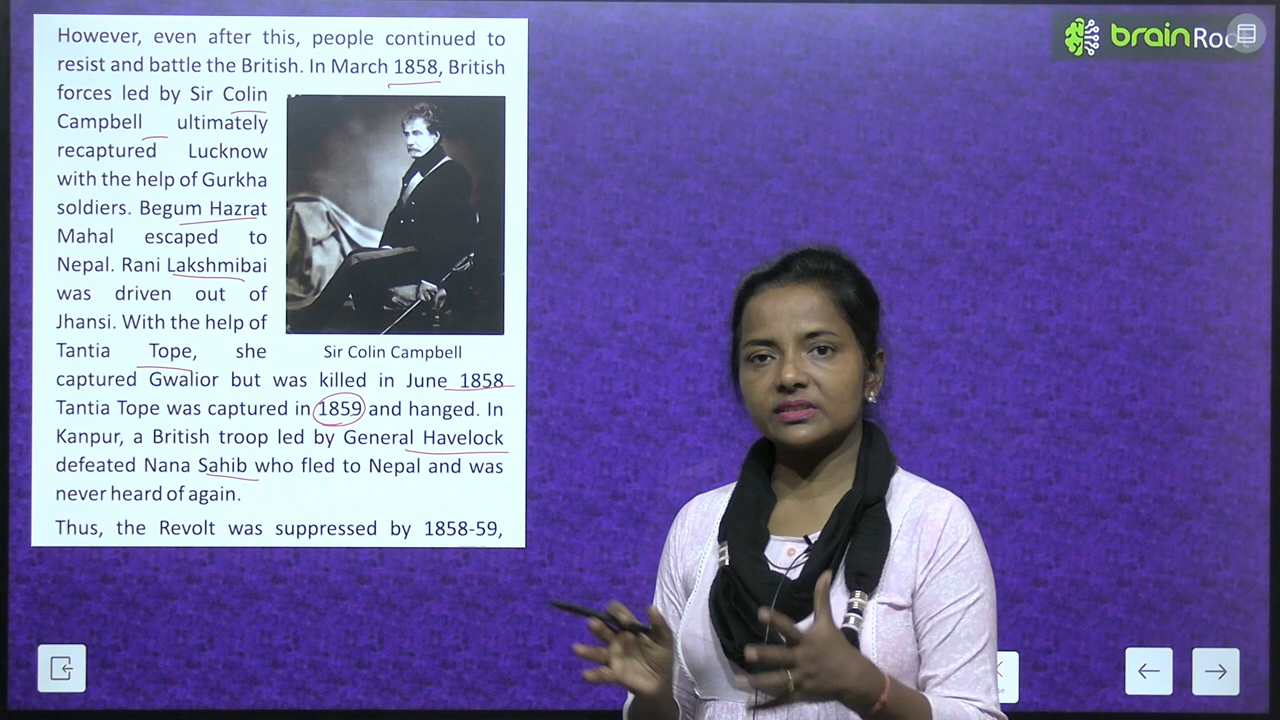 However, even after this, people continued to
resist and battle the British. In March 1858, British
forces led by Sir Colin
Campbell ultimately
recaptured Lucknow
with the help of Gurkha
soldiers. Begum Hazrat
Mahal escaped to
Nepal. Rani Lakshmibai
was driven out of
Jhansi. With the help of
Tantia Tope, she
captured Gwalior but was killed in June 1858
Tantia Tope was captured in 1859 and hanged. In
Kanpur, a British troop led by General Havelock
defeated Nana Sahib who fled to Nepal and was
never heard of again.
Thus, the Revolt was suppressed by 1858-59,
Sir Colin Campbell
brain